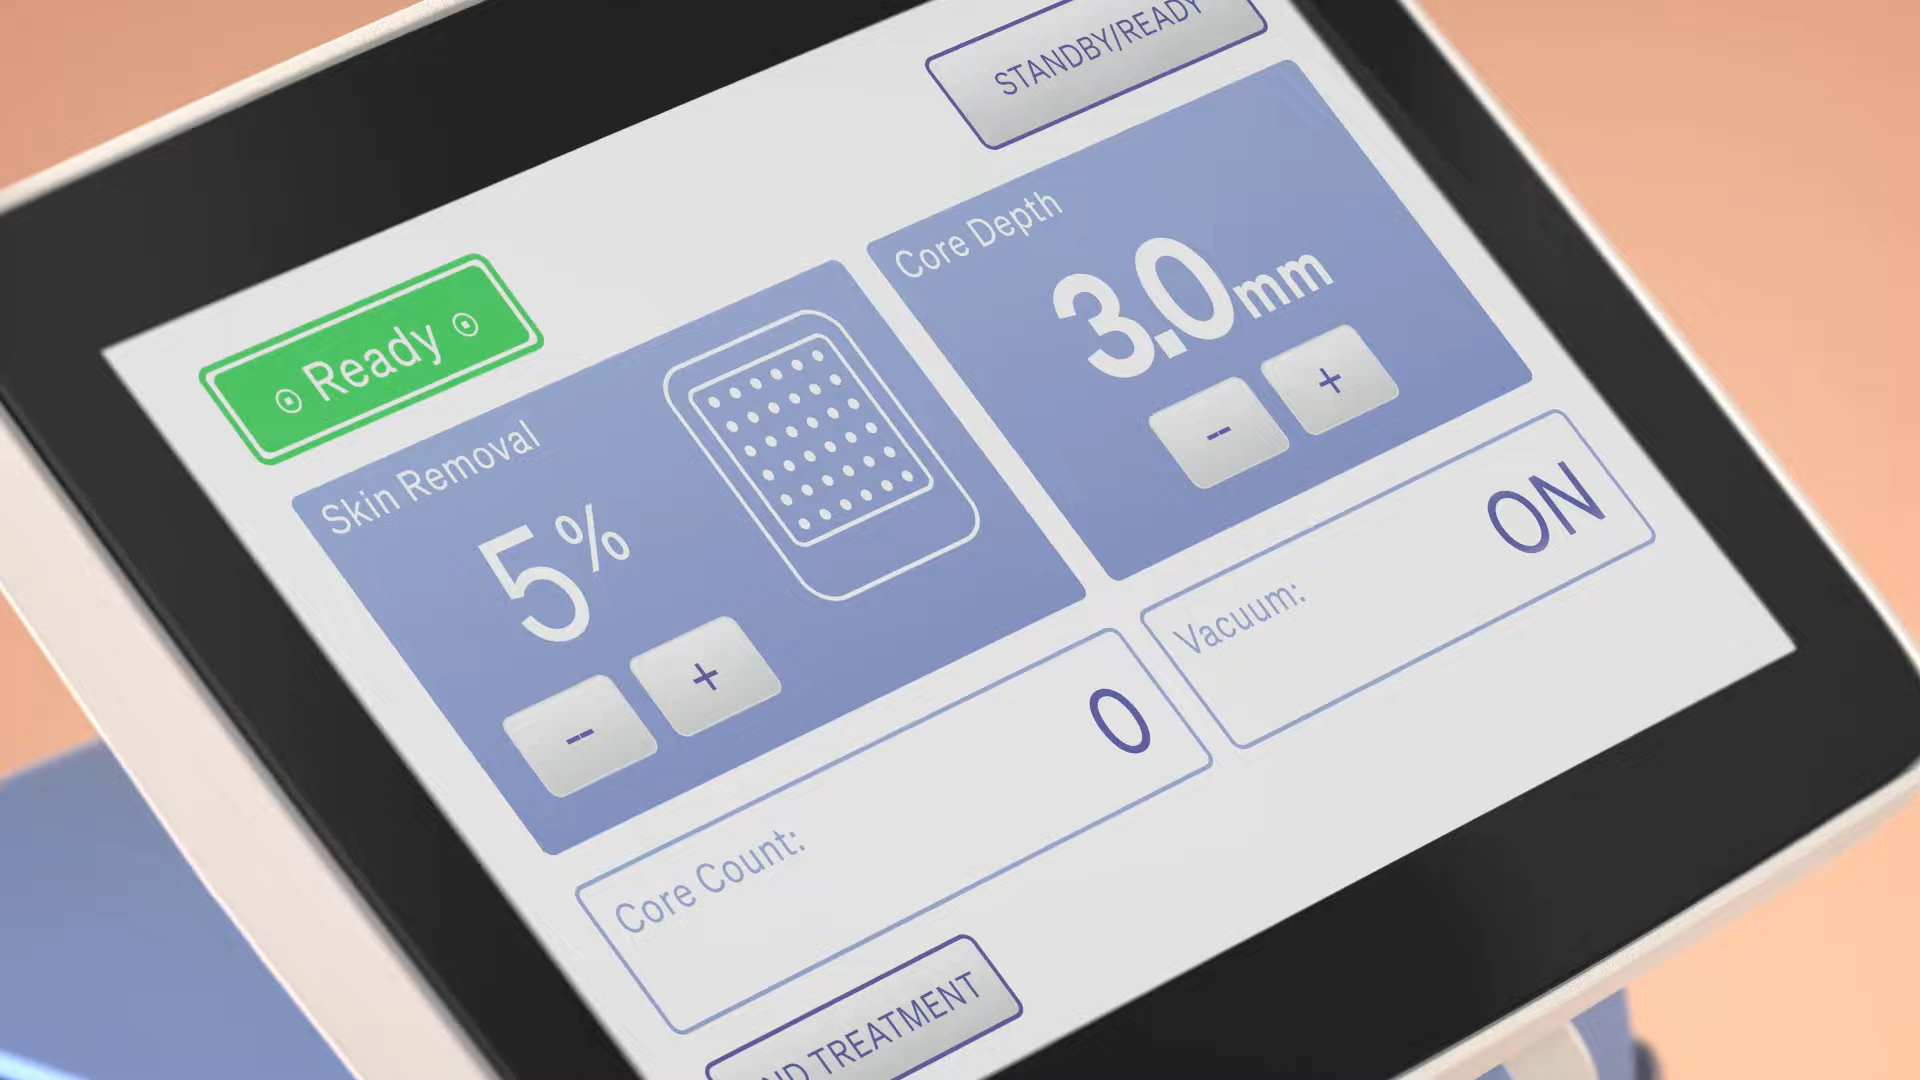 STANDBY/READY
Ready
Skin Removal
5%
-
+
Core Depth
3.0mm
-
+
Core Count:
0
Vacuum:
ON
TREATMENT